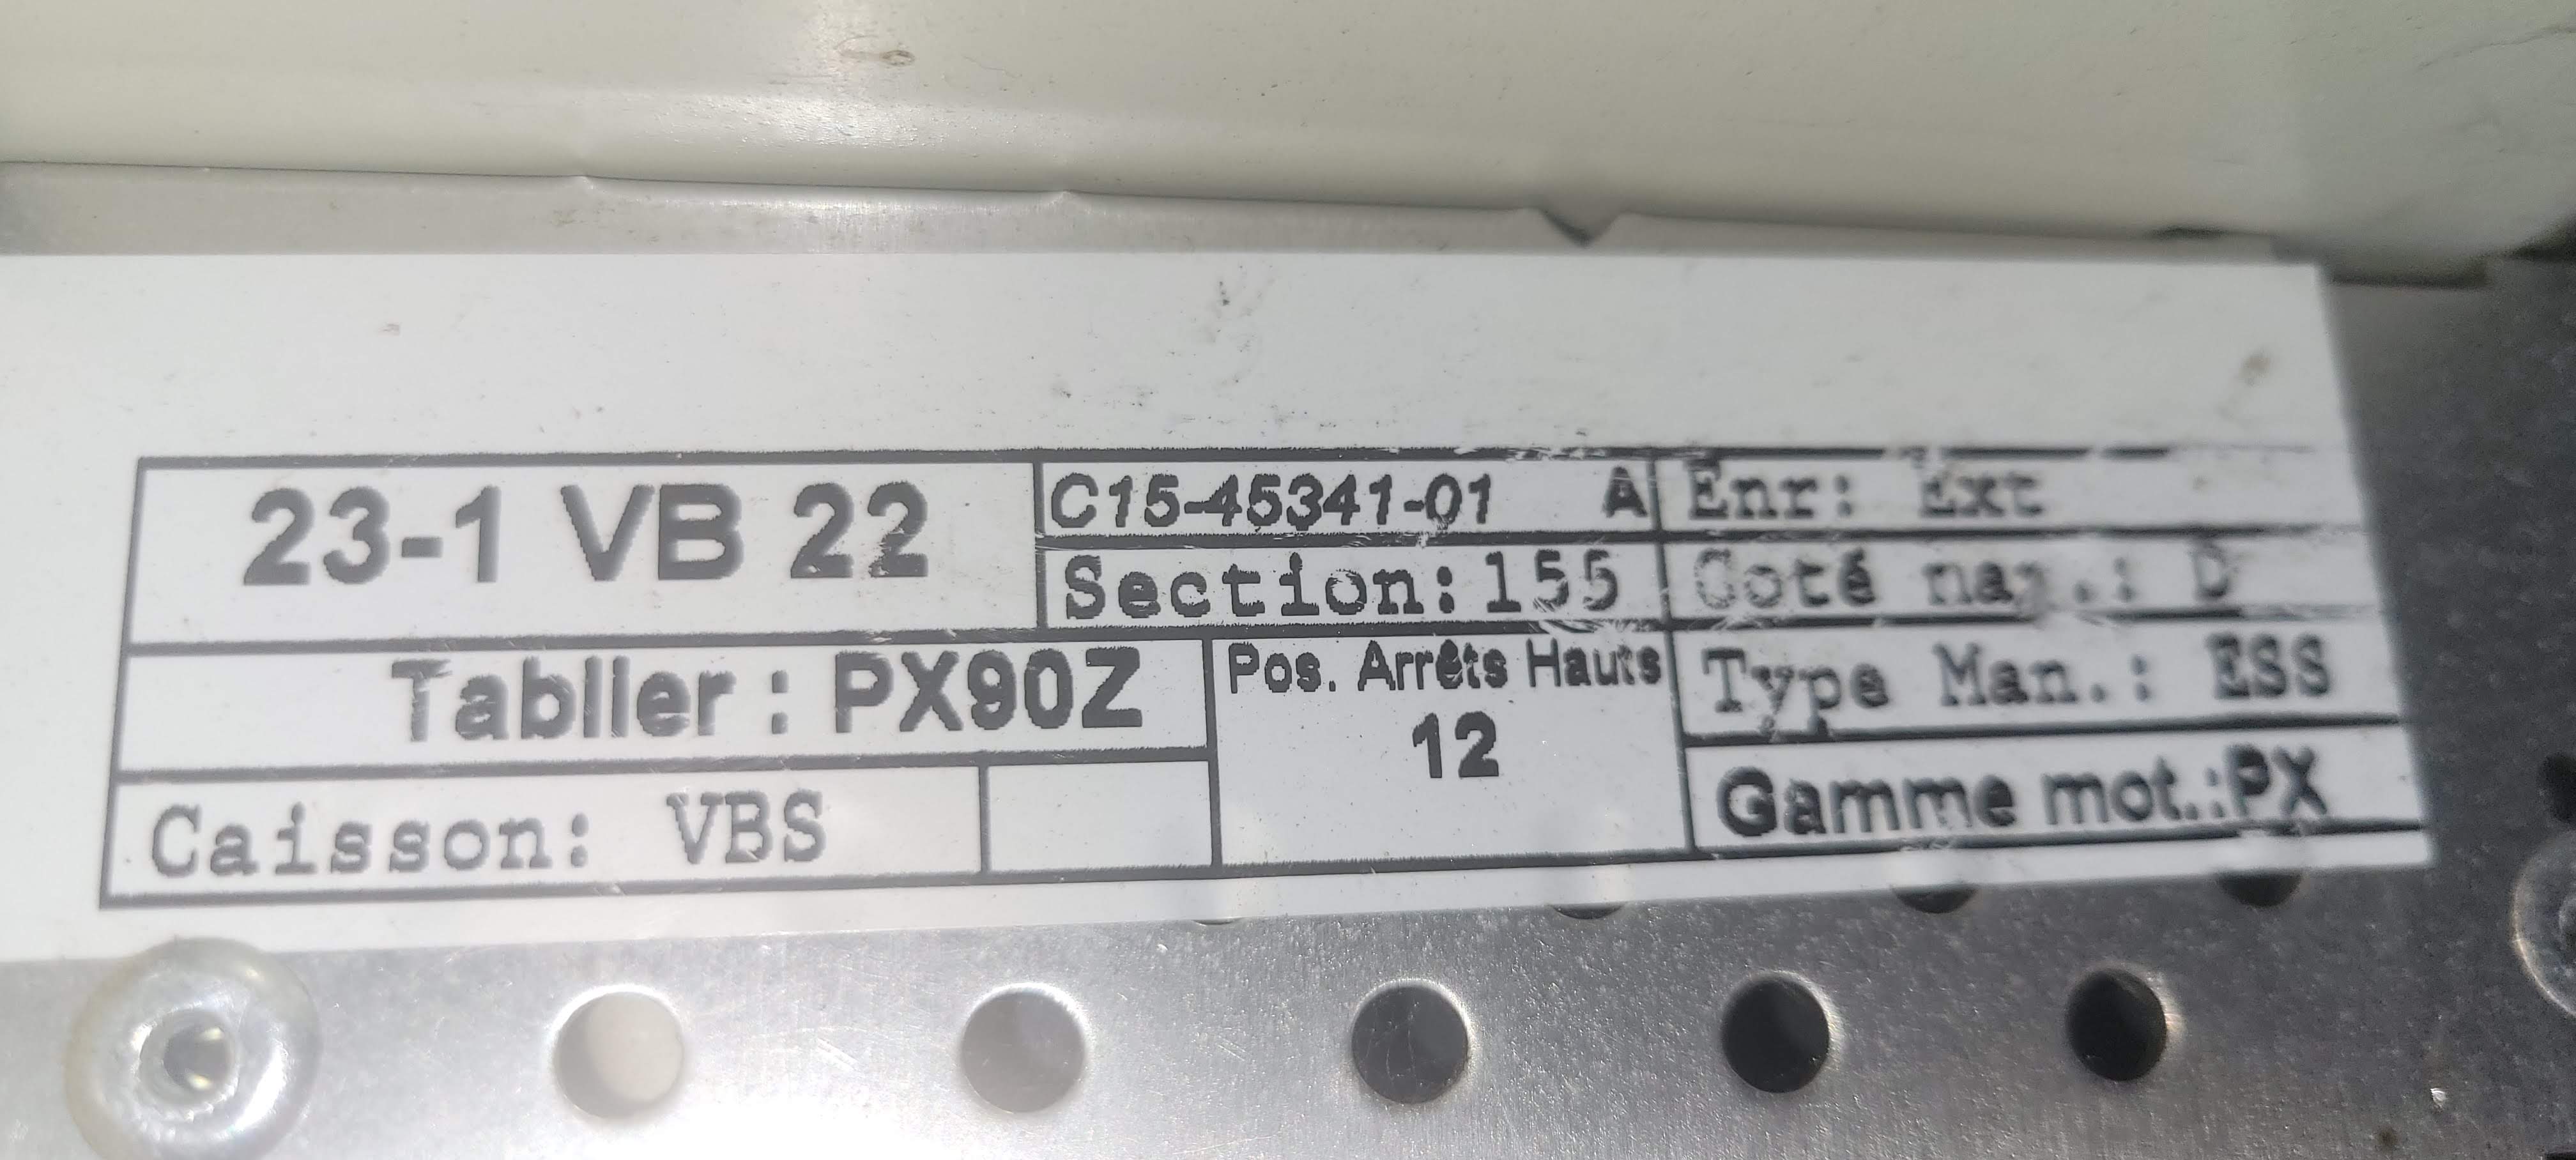 23-1 VB 22
C15-45341-01 A
Enr: Ext
Section:155
Coté : D
Tablier : PX90Z
Pos. Arrêts Hauts
12
Type Man.: ESS
Caisson: VBS
Gamme mot.:PX